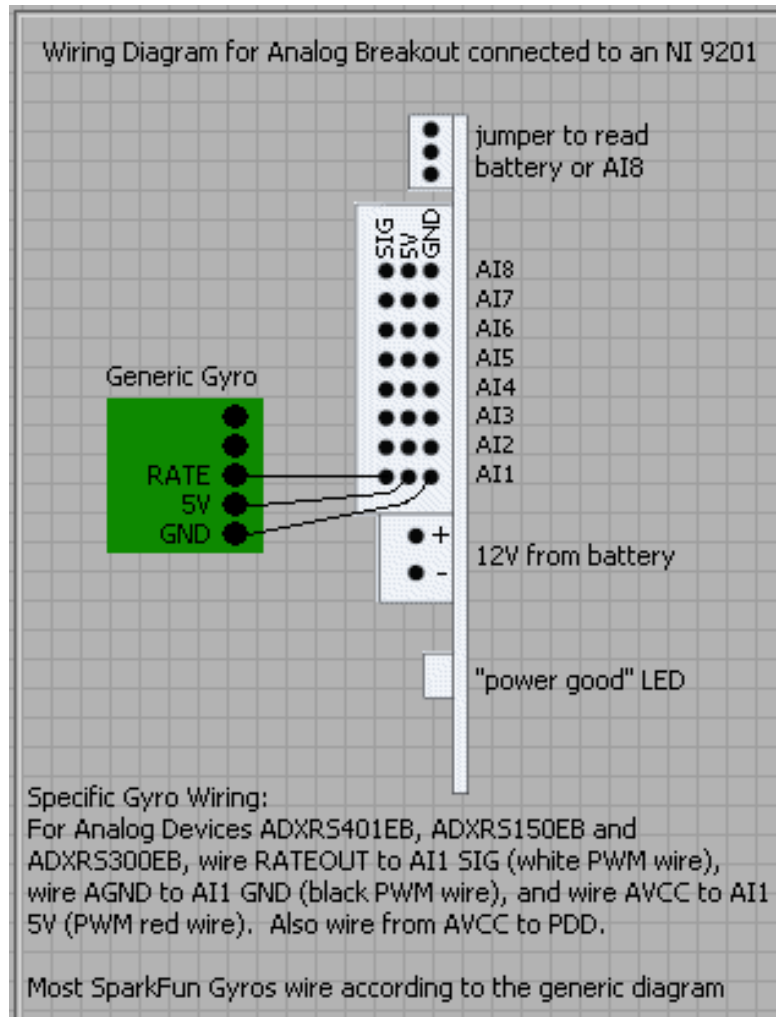 Wiring Diagram for Analog Breakout connected to an NI 9201
jumper to read
battery or AI8
SIG
5V
GND
AI8
AI7
AI6
AI5
AI4
AI3
AI2
AI1
Generic Gyro
RATE
5V
GND
+
-
12V from battery
"power good" LED
Specific Gyro Wiring:
For Analog Devices ADXRS401EB, ADXRS150EB and
ADXRS300EB, wire RATEOUT to AI1 SIG (white PWM wire),
wire AGND to AI1 GND (black PWM wire), and wire AVCC to AI1
5V (PWM red wire).  Also wire from AVCC to PDD.
Most SparkFun Gyros wire according to the generic diagram